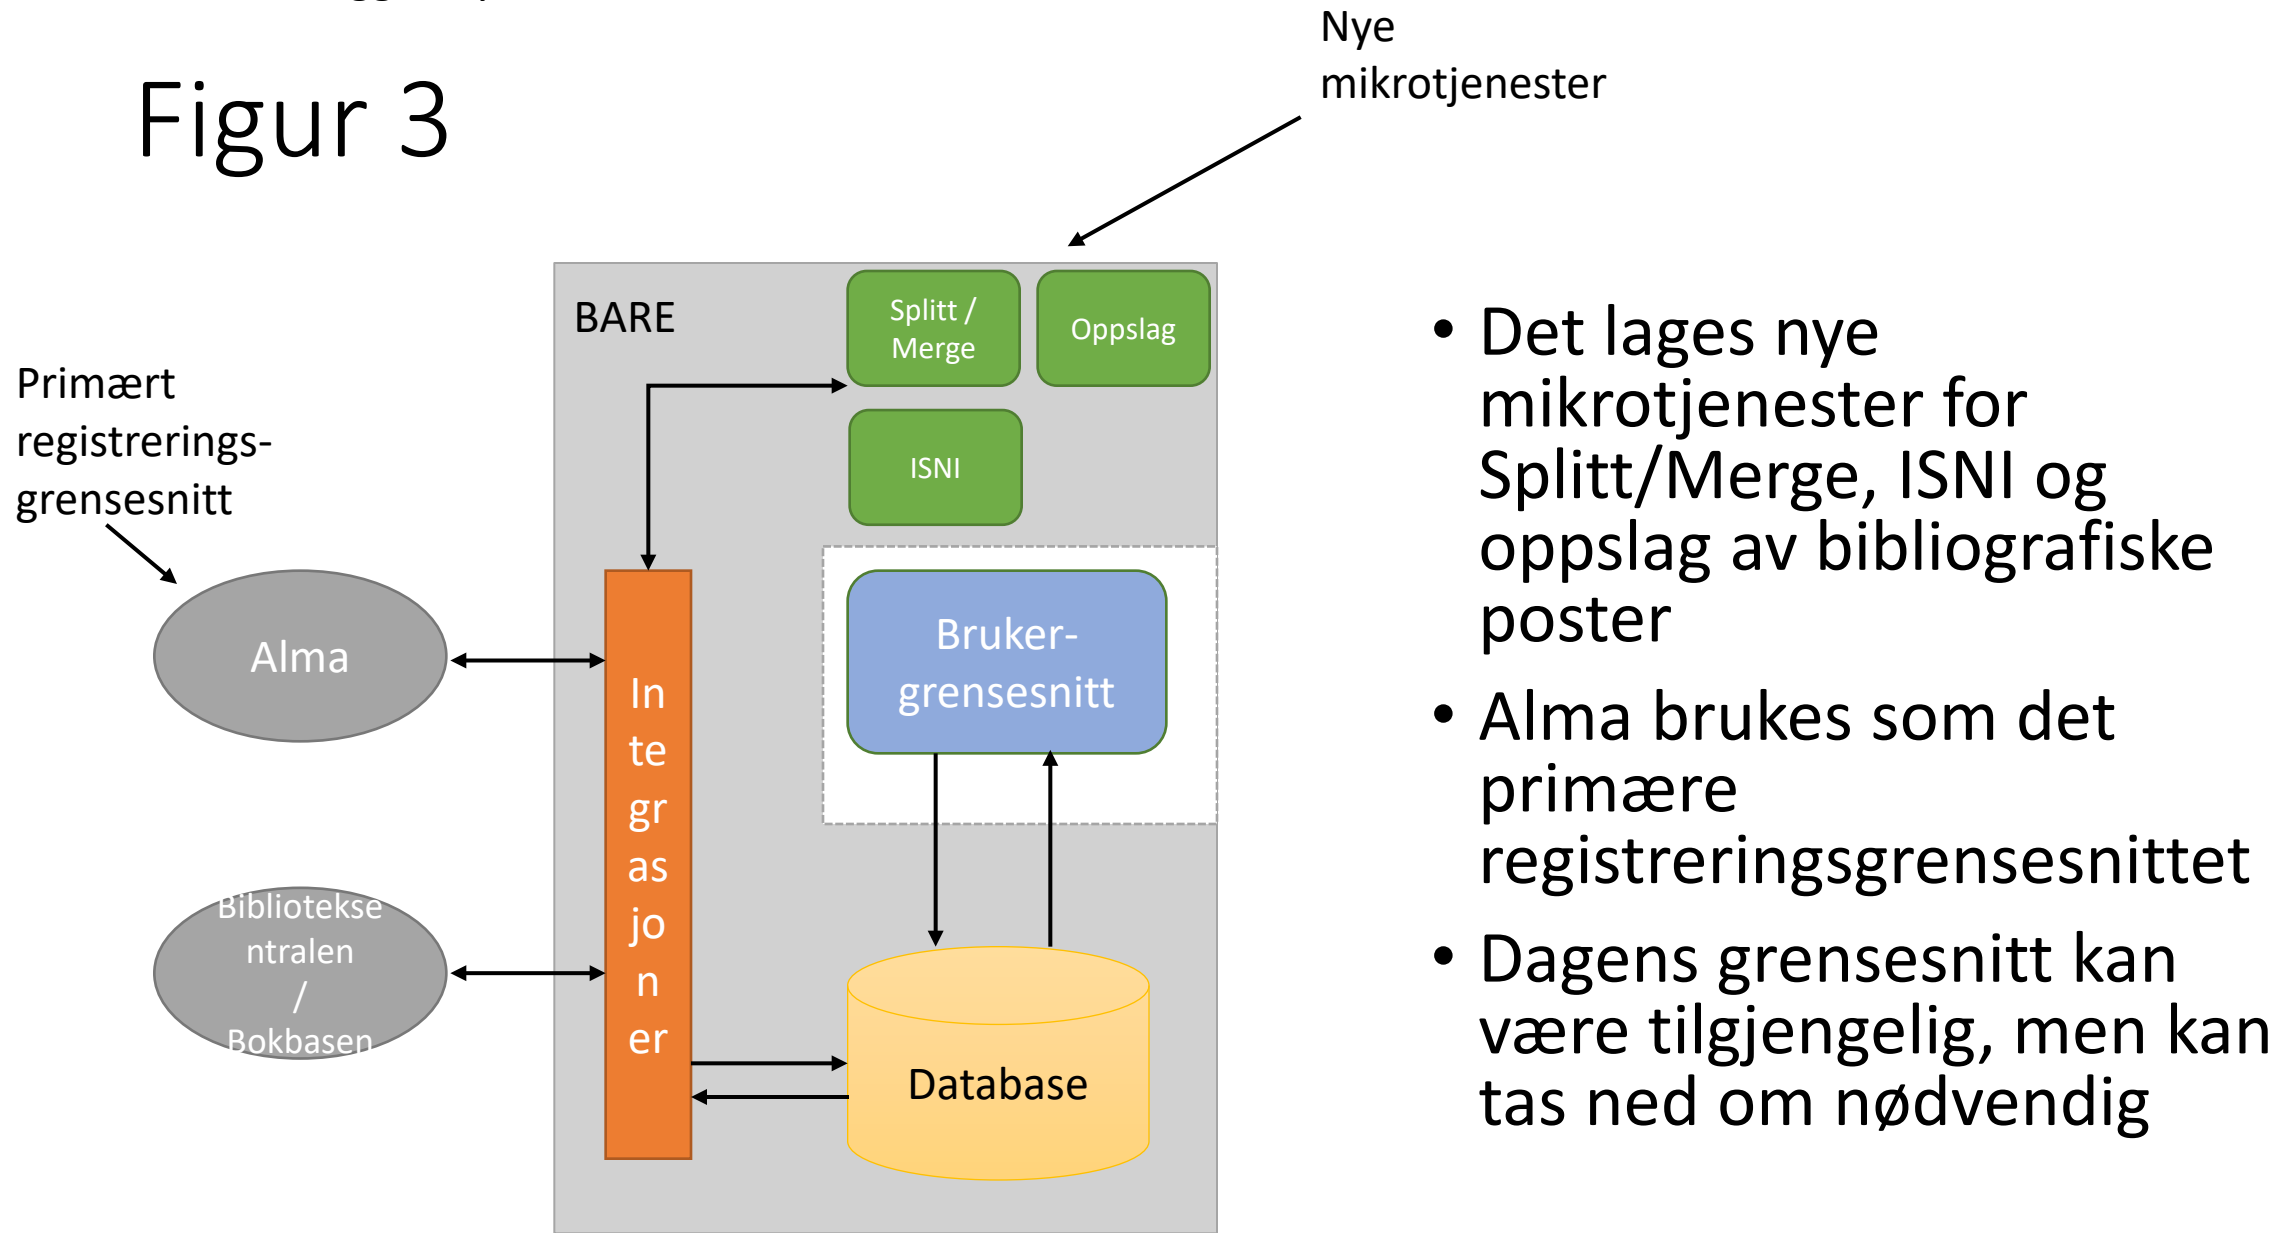 Figur 3
Nye
mikrotjenester
Primært
registrerings-
grensesnitt
BARE
Splitt /
Merge
Oppslag
ISNI
Bruker-
grensesnitt
Alma
In
te
gr
as
jo
n
er
Bibliotekse
ntralen
/
Bokbasen
Database
• Det lages nye
mikrotjenester for
Splitt/Merge, ISNI og
oppslag av bibliografiske
poster
• Alma brukes som det
primære
registreringsgrensesnittet
• Dagens grensesnitt kan
være tilgjengelig, men kan
tas ned om nødvendig